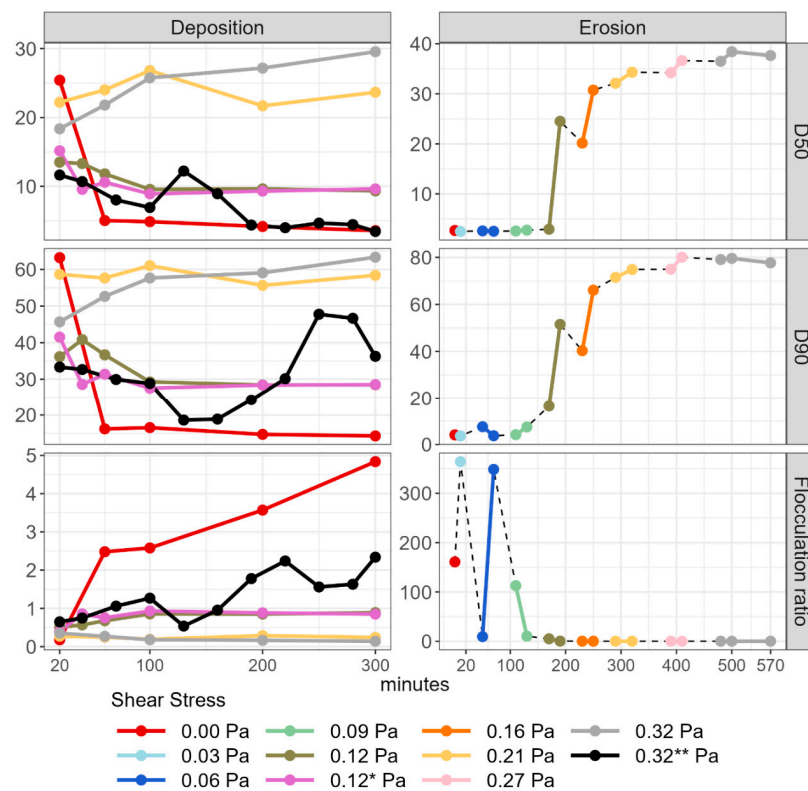 Deposition Erosion
30
20
10
40
30
20
10
D50
60
50
40
30
20
80
60
40
20
0
D90
5
4
3
2
1
0
300
200
100
0
Flocculation ratio
20 100 200 300
20 100 200 290 400 500 570
minutes
Shear Stress
0.00 Pa 0.09 Pa 0.16 Pa 0.32 Pa
0.03 Pa 0.12 Pa 0.21 Pa 0.32** Pa
0.06 Pa 0.12* Pa 0.27 Pa